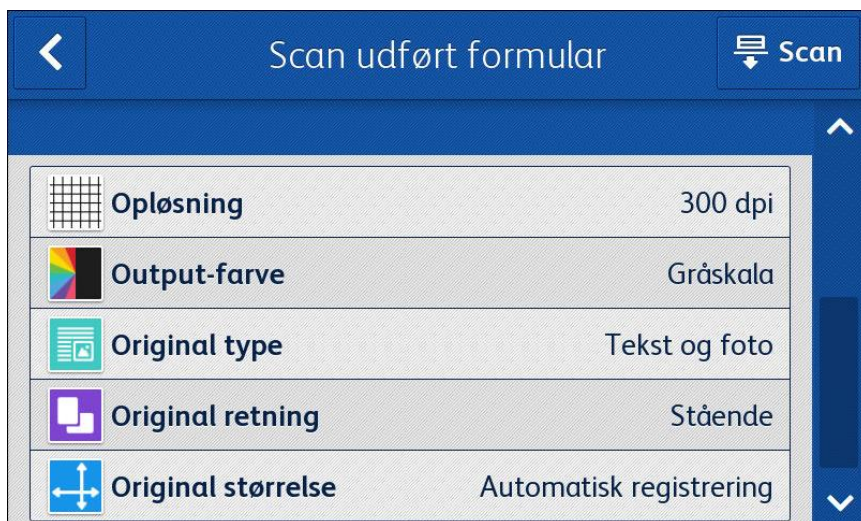 Scan udført formular
Scan
Opløsning 300 dpi
Output-farve Gråskala
Original type Tekst og foto
Original retning Stående
Original størrelse Automatisk registrering